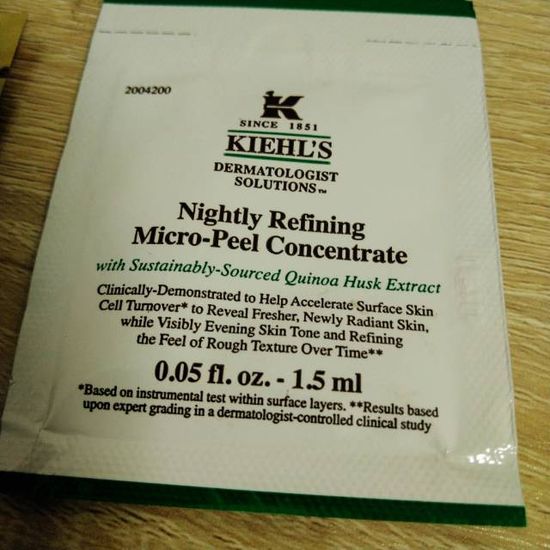 2004200
K
SINCE 1851
KIEHL'S
DERMATOLOGIST
SOLUTIONS™
Nightly Refining
Micro-Peel Concentrate
with Sustainably-Sourced Quinoa Husk Extract
Clinically-Demonstrated to Help Accelerate Surface Skin
Cell Turnover* to Reveal Fresher, Newly Radiant Skin,
while Visibly Evening Skin Tone and Refining
the Feel of Rough Texture Over Time**
0.05 fl. oz. - 1.5 ml
*Based on instrumental test within surface layers. **Results based
upon expert grading in a dermatologist-controlled clinical study